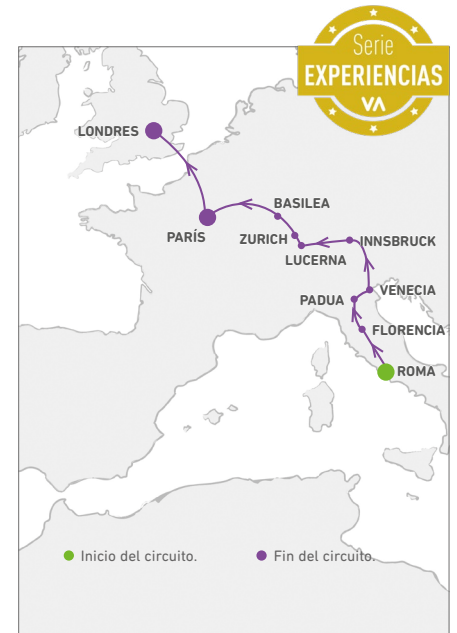 Serie
EXPERIENCIAS
VA
LONDRES
BASILEA
PARÍS
ZURICH
INNSBRUCK
LUCERNA
VENECIA
PADUA
FLORENCIA
ROMA
Inicio del circuito.
Fin del circuito.